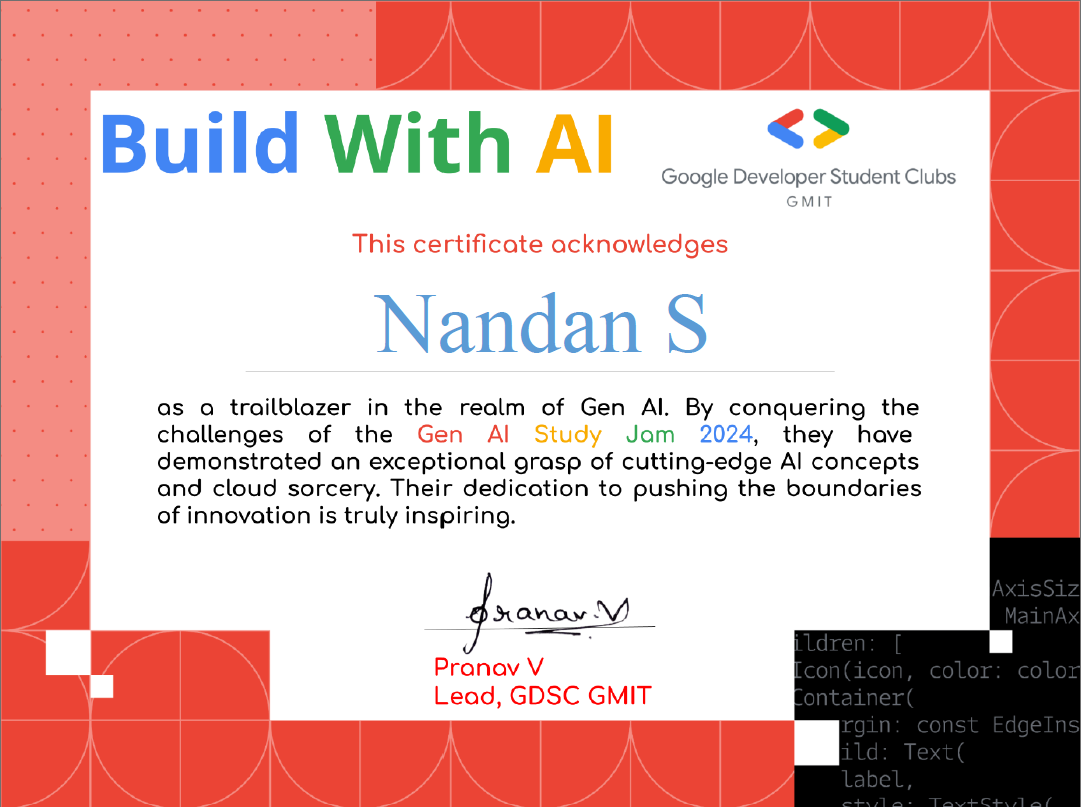 Build With AI
Google Developer Student Clubs
GMIT
This certificate acknowledges
Nandan S
as a trailblazer in the realm of Gen AI. By conquering the
challenges of the Gen AI Study Jam 2024, they have
demonstrated an exceptional grasp of cutting-edge AI concepts
and cloud sorcery. Their dedication to pushing the boundaries
of innovation is truly inspiring.
Pranav.V
Pranav V
Lead, GDSC GMIT
AxisSiz
MainAx
ildren: [
Icon(icon, color: color
Container(
rgin: const EdgeIns
ild: Text(
label,
style: TextStyle(